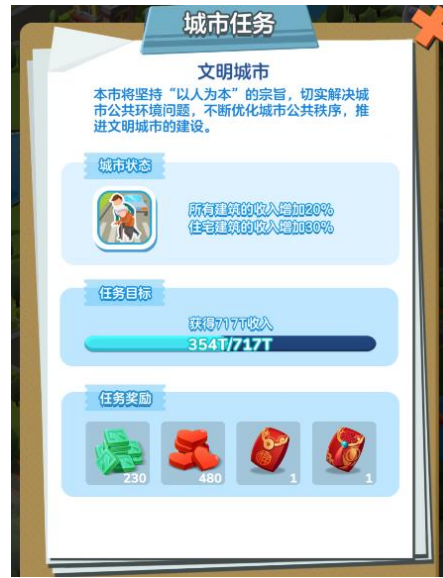 城市任务
文明城市
本市将坚持“以人为本”的宗旨，切实解决城
市公共环境问题，不断优化城市公共秩序，推
进文明城市的建设。
城市状态
所有建筑的收入增加20%
住宅建筑的收入增加30%
任务目标
获得717T收入
354T/717T
任务奖励
230
480
1
1